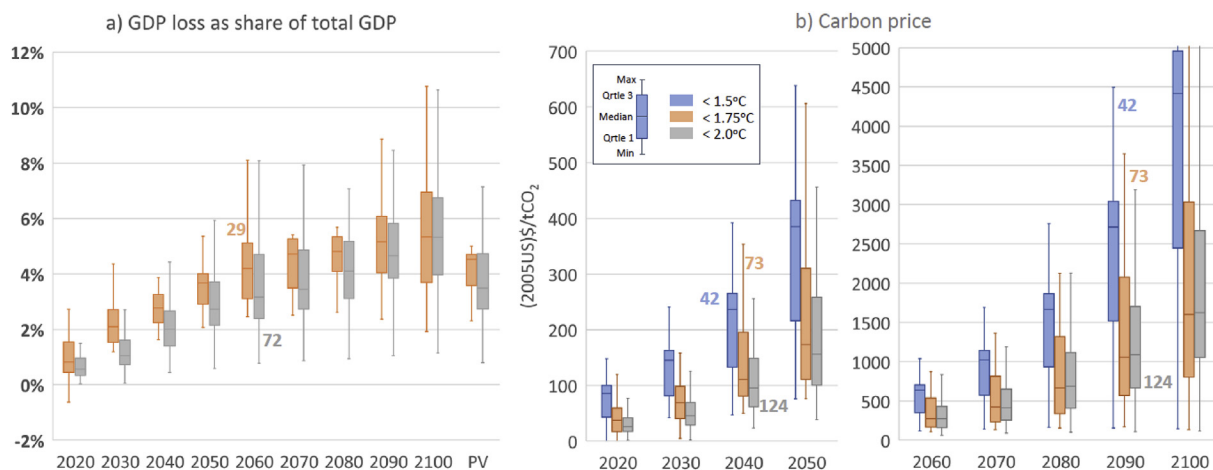 a) GDP loss as share of total GDP
12%
10%
8%
6%
4%
2%
0%
-2%
29
72
2020 2030 2040 2050 2060 2070 2080 2090 2100 PV
b) Carbon price
(2005US)$/tCO₂
700
600
500
400
300
200
100
0
Max
Qrtle 3
Median
Qrtle 1
Min
< 1.5°C
< 1.75°C
< 2.0°C
42
73
124
2020 2030 2040 2050
5000
4500
4000
3500
3000
2500
2000
1500
1000
500
0
42
73
124
2060 2070 2080 2090 2100